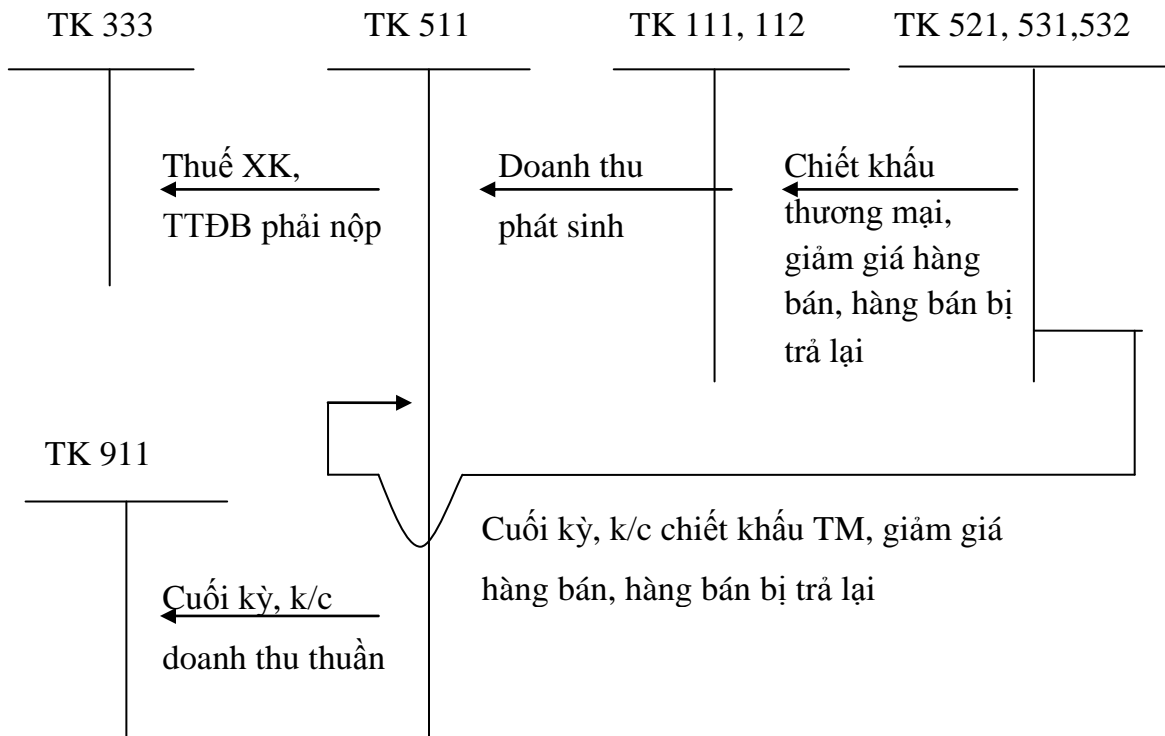 TK 333
TK 511
TK 111, 112
TK 521, 531,532
Thuế XK,
TTĐB phải nộp
Doanh thu
phát sinh
Chiết khấu
thương mại,
giảm giá hàng
bán, hàng bán bị
trả lại
TK 911
Cuối kỳ, k/c chiết khấu TM, giảm giá
hàng bán, hàng bán bị trả lại
Cuối kỳ, k/c
doanh thu thuần